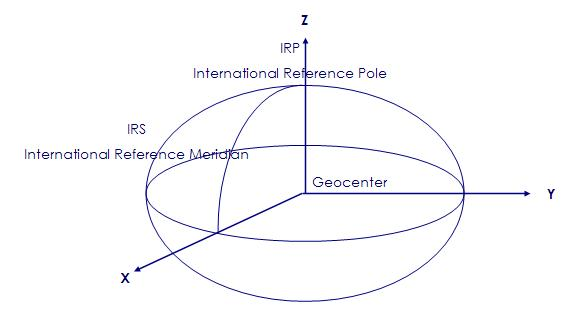 Z
IRP
International Reference Pole
IRS
International Reference Meridian
Geocenter
Y
X